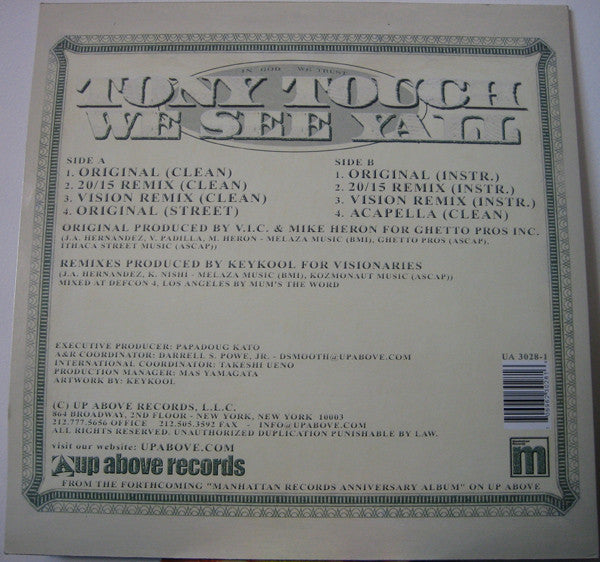 IN GOD WE TRUST
TONY TOUCH
WE SEE YALL
SIDE A
1. ORIGINAL (CLEAN)
2. 20/15 REMIX (CLEAN)
3. VISION REMIX (CLEAN)
4. ORIGINAL (STREET)
SIDE B
1. ORIGINAL (INSTR.)
2. 20/15 REMIX (INSTR.)
3. VISION REMIX (INSTR.)
4. ACAPELLA (CLEAN)
ORIGINAL PRODUCED BY V.I.C. & MIKE HERON FOR GHETTO PROS INC.
(J.A. HERNANDEZ, V. PADILLA, M. HERON - MELAZA MUSIC (BMI), GHETTO PROS (ASCAP),
ITHACA STREET MUSIC (ASCAP))
REMIXES PRODUCED BY KEYKOOL FOR VISIONARIES
(J.A. HERNANDEZ, K. NISHI - MELAZA MUSIC (BMI), KOZMONAUT MUSIC (ASCAP))
MIXED AT DEFCON 4, LOS ANGELES BY MUM'S THE WORD
EXECUTIVE PRODUCER: PAPADOUG KATO
A&R COORDINATOR: DARRELL S. POWE, JR. - DSMOOTH@UPABOVE.COM
INTERNATIONAL COORDINATOR: TAKESHI UENO
PRODUCTION MANAGER: MAS YAMAGATA
ARTWORK BY: KEYKOOL
UA 3028-1
(C) UP ABOVE RECORDS, L.L.C.
864 BROADWAY, 2ND FLOOR - NEW YORK, NEW YORK 10003
212.777.5656 OFFICE 212.505.3592 FAX - INFO@UPABOVE.COM
ALL RIGHTS RESERVED. UNAUTHORIZED DUPLICATION PUNISHABLE BY LAW.
visit our website: UPABOVE.COM
up above records
m
FROM THE FORTHCOMING "MANHATTAN RECORDS ANNIVERSARY ALBUM" ON UP ABOVE